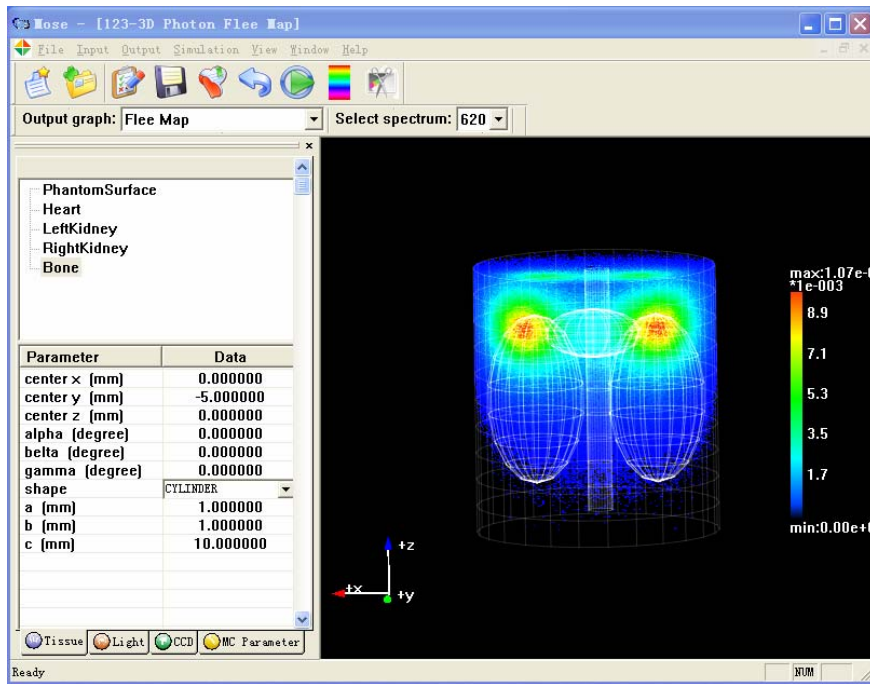 Mose - [123-3D Photon Flee Map]
File Input Output Simulation View Window Help
Output graph: Flee Map Select spectrum: 620
PhantomSurface
Heart
LeftKidney
RightKidney
Bone
Parameter Data
center x (mm) 0.000000
center y (mm) -5.000000
center z (mm) 0.000000
alpha (degree) 0.000000
belta (degree) 0.000000
gamma (degree) 0.000000
shape CYLINDER
a (mm) 1.000000
b (mm) 1.000000
c (mm) 10.000000
Tissue Light CCD MC Parameter
max:1.07e-0
*1e-003
8.9
7.1
5.3
3.5
1.7
min:0.00e+0
+z
+x
+y
Ready NUM